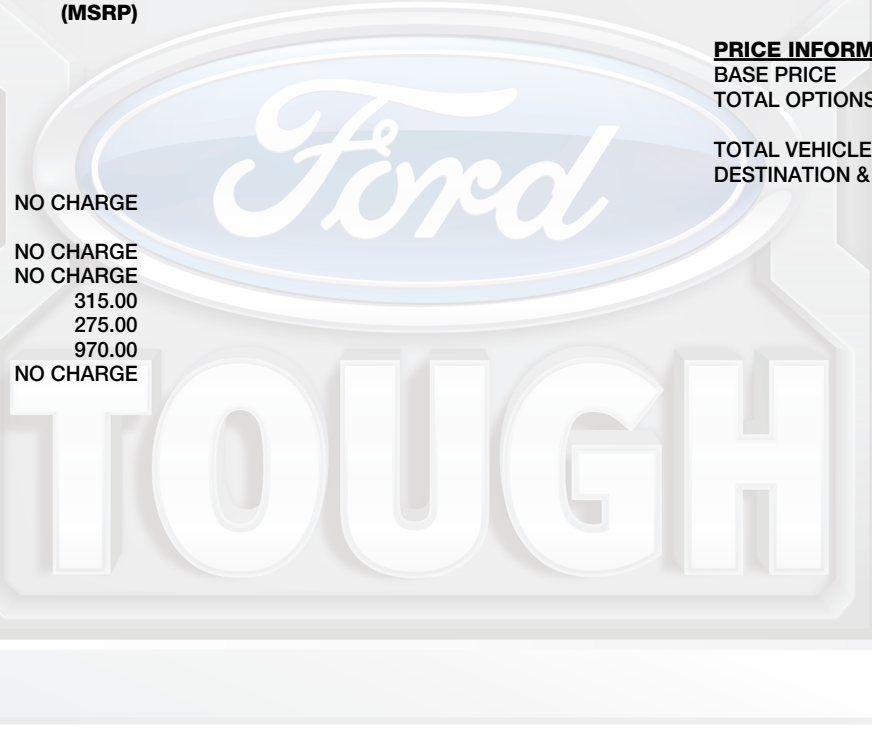 (MSRP)
PRICE INFORM
BASE PRICE
TOTAL OPTIONS
TOTAL VEHICLE
DESTINATION &
NO CHARGE
NO CHARGE
NO CHARGE
315.00
275.00
970.00
NO CHARGE
Ford
TOUGH